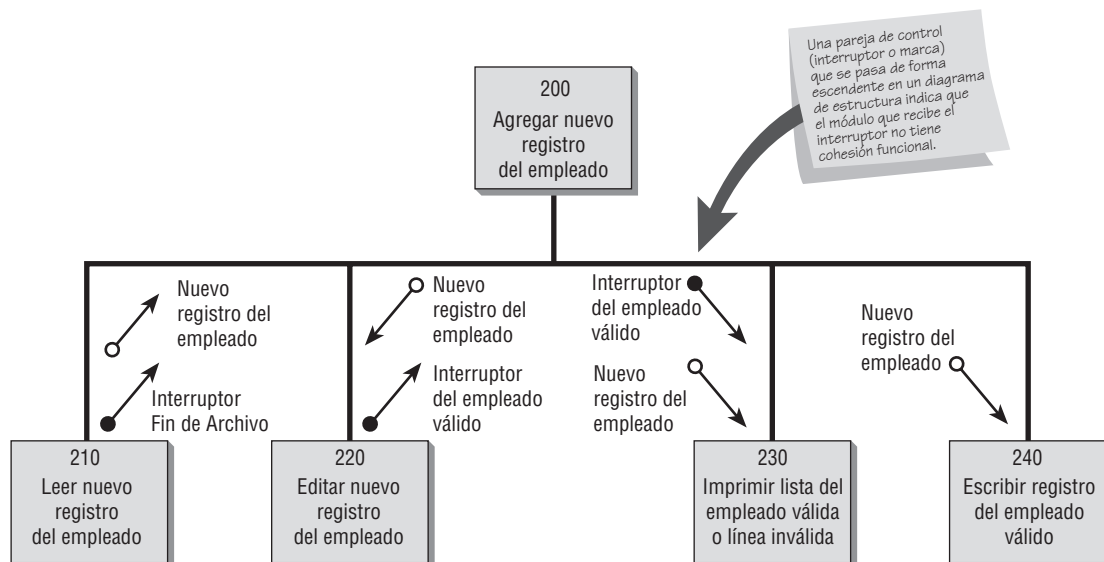 Una pareja de control
(interruptor o marca)
que se pasa de forma
escendente en un diagrama
de estructura indica que
el módulo que recibe el
interruptor no tiene
cohesión funcional.
200
Agregar nuevo
registro
del empleado
Nuevo
registro del
empleado
Interruptor
Fin de Archivo
Nuevo
registro del
empleado
Interruptor
del empleado
válido
Interruptor
del empleado
válido
Nuevo
registro del
empleado
Nuevo
registro del
empleado
210
Leer nuevo
registro
del empleado
220
Editar nuevo
registro
del empleado
230
Imprimir lista del
empleado válida
o línea inválida
240
Escribir registro
del empleado
válido